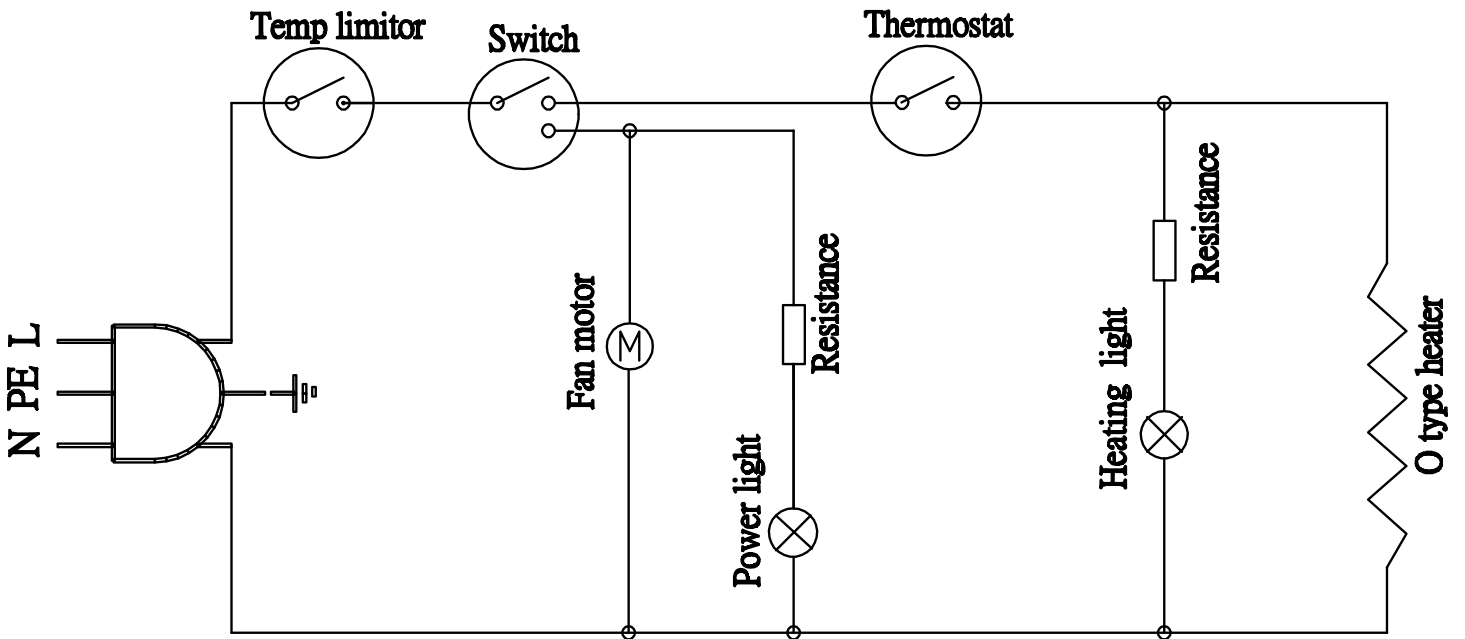 Temp limitor
Switch
Thermostat
L
PE
N
Fan motor
M
Resistance
Power light
Resistance
Heating light
O type heater